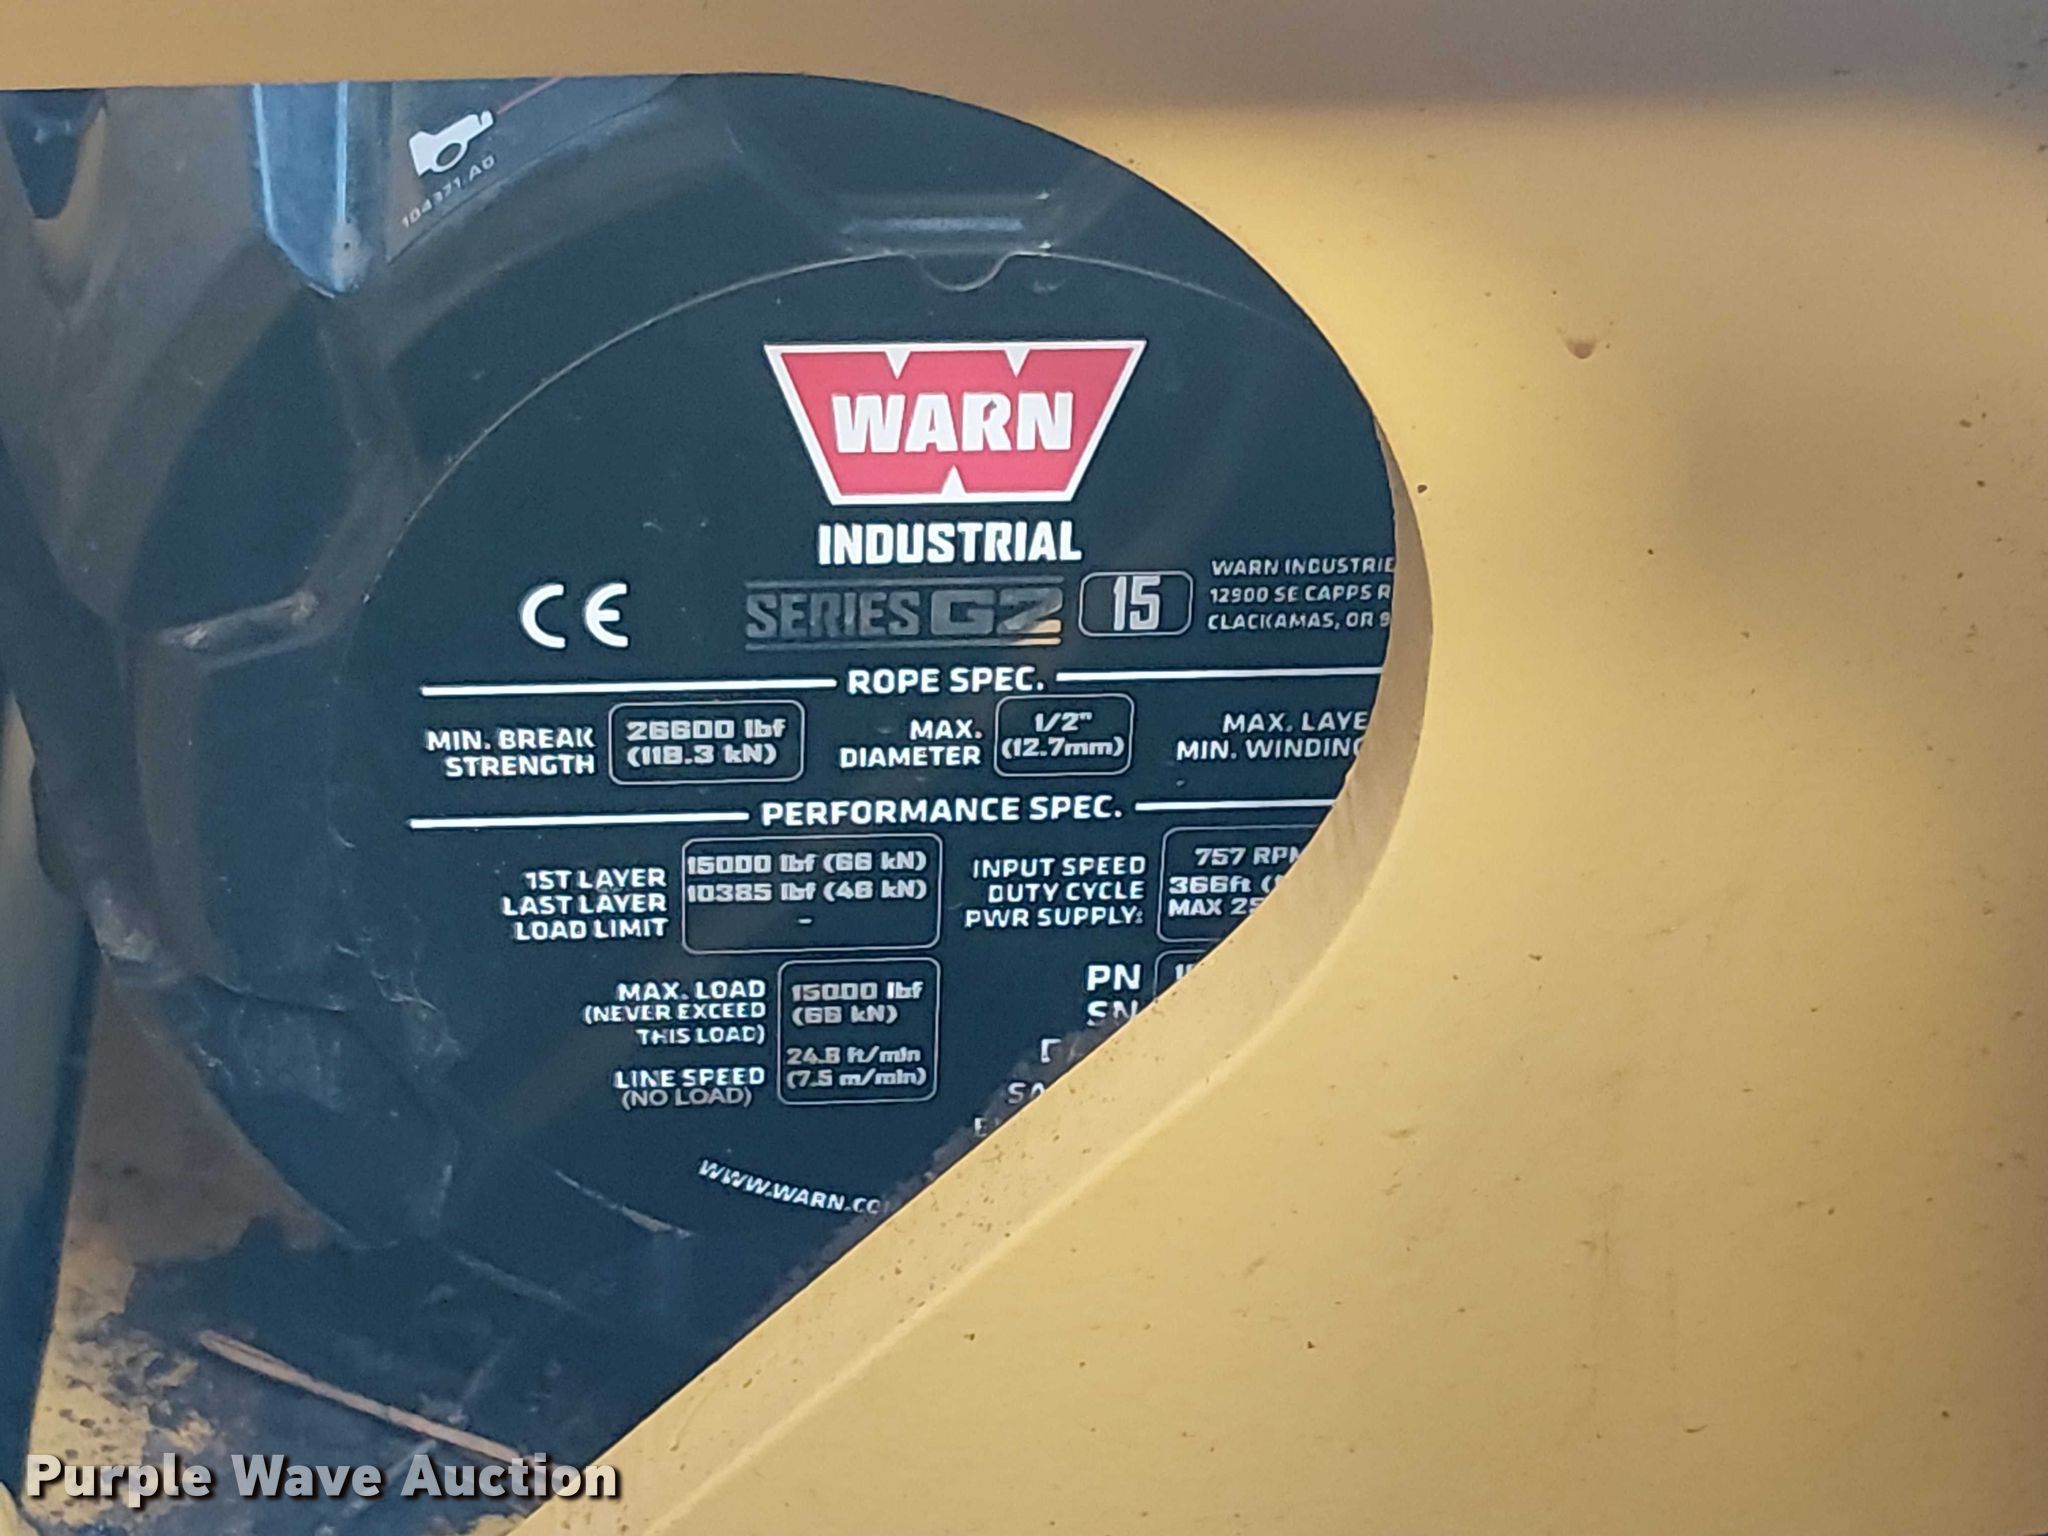 104371.A0
WARN
INDUSTRIAL
CE SERIES G2 15
WARN INDUSTRIE
12900 SE CAPPS R
CLACKAMAS, OR 9
ROPE SPEC.
MIN. BREAK STRENGTH
26600 lbf
(118.3 kN)
MAX. DIAMETER
1/2"
(12.7mm)
MAX. LAYE
MIN. WINDING
PERFORMANCE SPEC.
1ST LAYER 15000 lbf (66 kN)
LAST LAYER 10385 lbf (46 kN)
LOAD LIMIT -
INPUT SPEED 757 RPM
DUTY CYCLE 366ft (
PWR SUPPLY: MAX 25
MAX. LOAD
(NEVER EXCEED
THIS LOAD)
15000 lbf
(66 kN)
LINE SPEED
(NO LOAD)
24.8 ft/min
(7.5 m/min)
PN
SN
WWW.WARN.CO
Purple Wave Auction